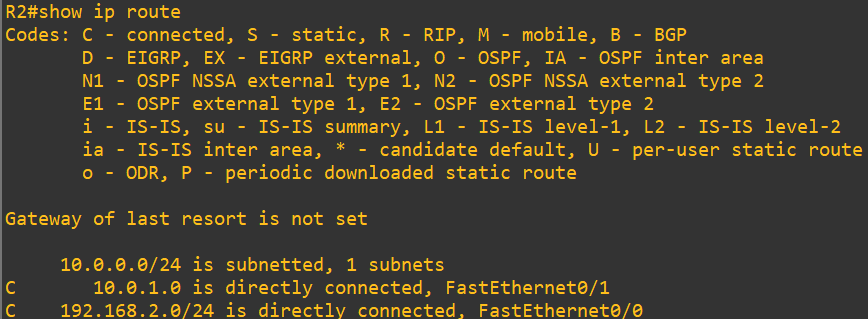 R2#show ip route
Codes: C - connected, S - static, R - RIP, M - mobile, B - BGP
       D - EIGRP, EX - EIGRP external, O - OSPF, IA - OSPF inter area
       N1 - OSPF NSSA external type 1, N2 - OSPF NSSA external type 2
       E1 - OSPF external type 1, E2 - OSPF external type 2
       i - IS-IS, su - IS-IS summary, L1 - IS-IS level-1, L2 - IS-IS level-2
       ia - IS-IS inter area, * - candidate default, U - per-user static route
       o - ODR, P - periodic downloaded static route
Gateway of last resort is not set
     10.0.0.0/24 is subnetted, 1 subnets
C       10.0.1.0 is directly connected, FastEthernet0/1
C    192.168.2.0/24 is directly connected, FastEthernet0/0